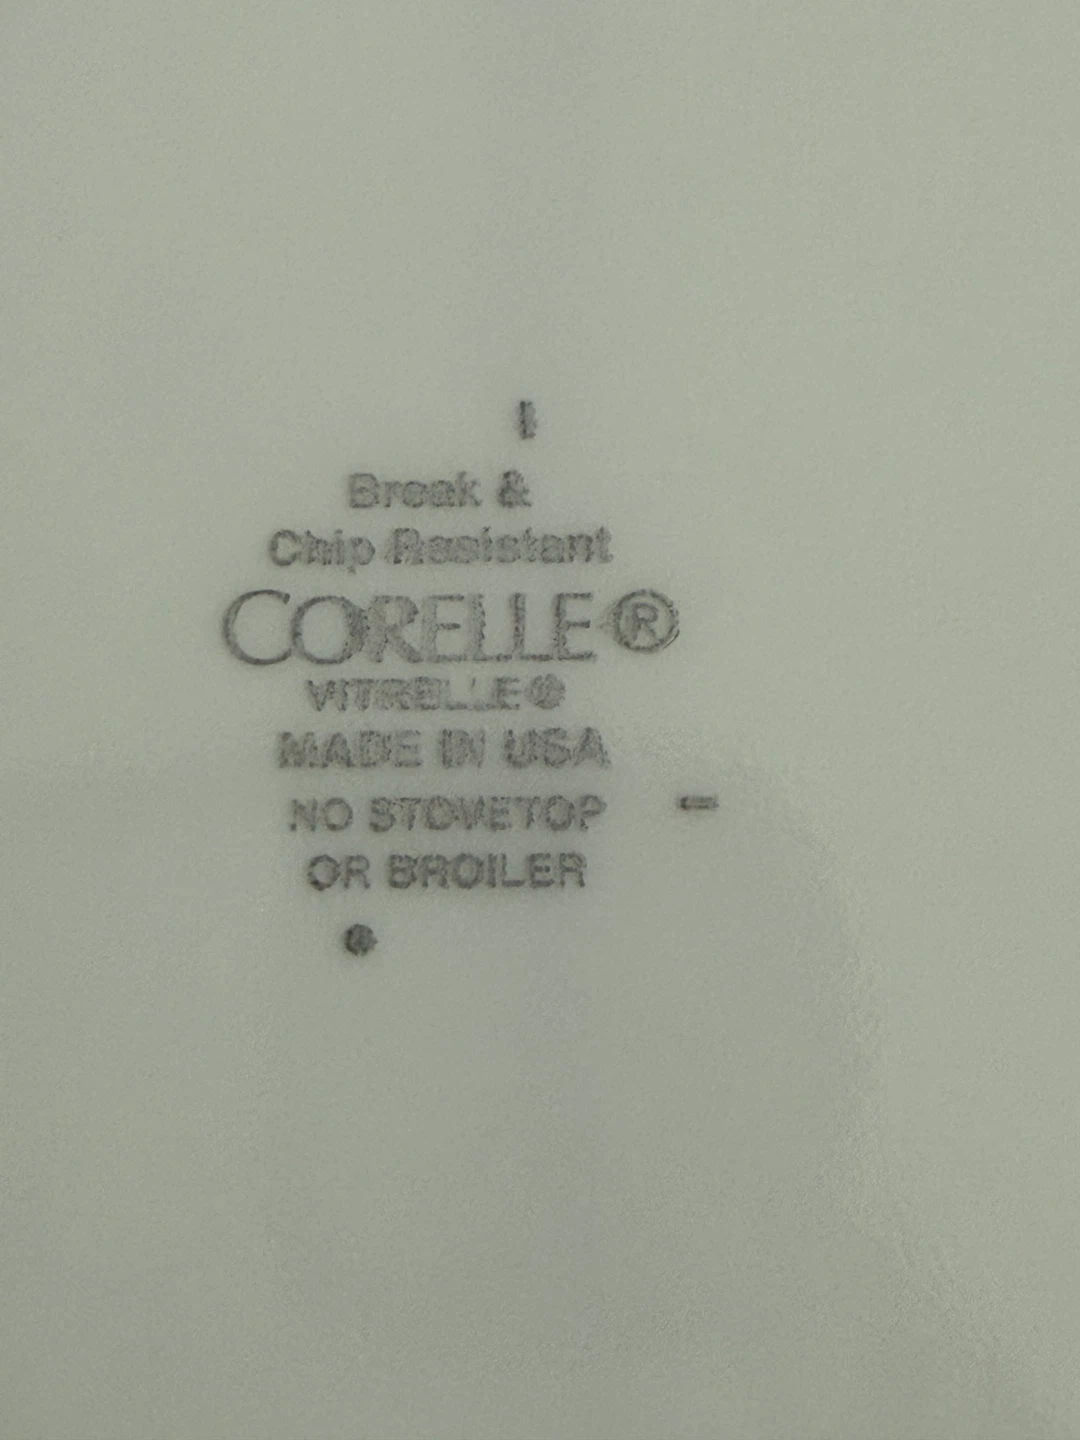 Break &
Chip Resistant
CORELLE®
VITRELLE®
MADE IN USA
NO STOVETOP
OR BROILER